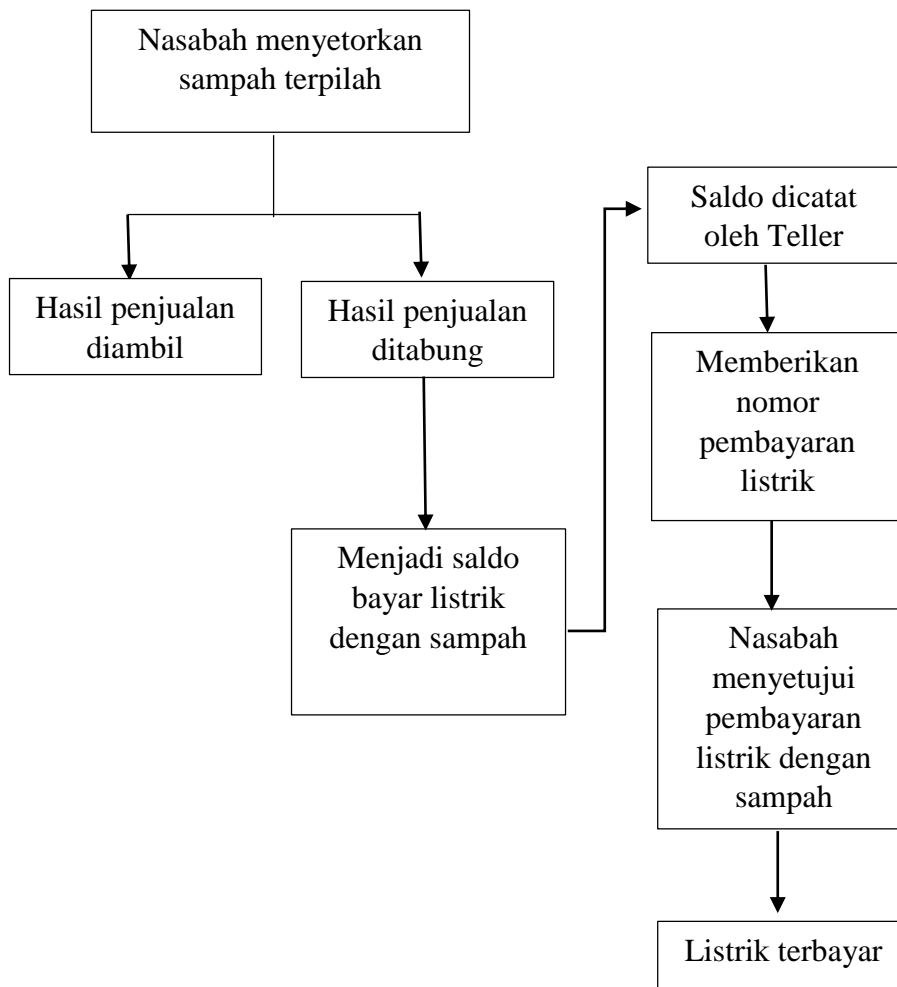 Nasabah menyetorkan
sampah terpilah
Hasil penjualan
diambil
Hasil penjualan
ditabung
Menjadi saldo
bayar listrik
dengan sampah
Saldo dicatat
oleh Teller
Memberikan
nomor
pembayaran
listrik
Nasabah
menyetujui
pembayaran
listrik dengan
sampah
Listrik terbayar